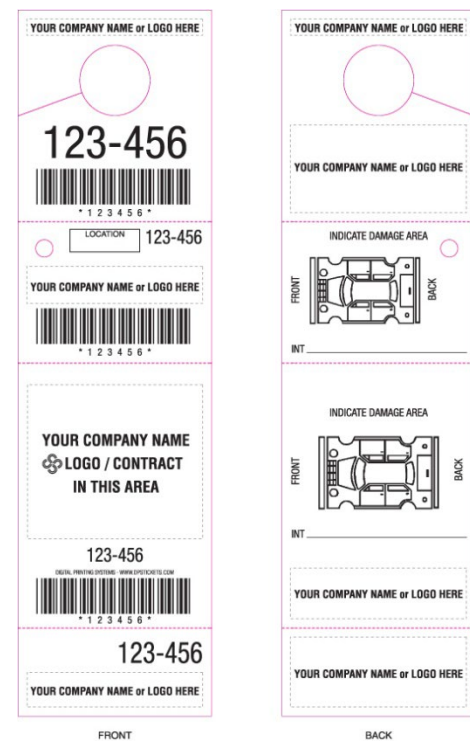 YOUR COMPANY NAME or LOGO HERE
123-456
*123456*
LOCATION
123-456
YOUR COMPANY NAME or LOGO HERE
*123456*
YOUR COMPANY NAME
LOGO / CONTRACT
IN THIS AREA
123-456
DIGITAL PRINTING SYSTEMS - WWW.DPSTICKETS.COM
*123456*
123-456
YOUR COMPANY NAME or LOGO HERE
FRONT
YOUR COMPANY NAME or LOGO HERE
YOUR COMPANY NAME or LOGO HERE
INDICATE DAMAGE AREA
FRONT
BACK
INT
INDICATE DAMAGE AREA
FRONT
BACK
INT
YOUR COMPANY NAME or LOGO HERE
YOUR COMPANY NAME or LOGO HERE
BACK